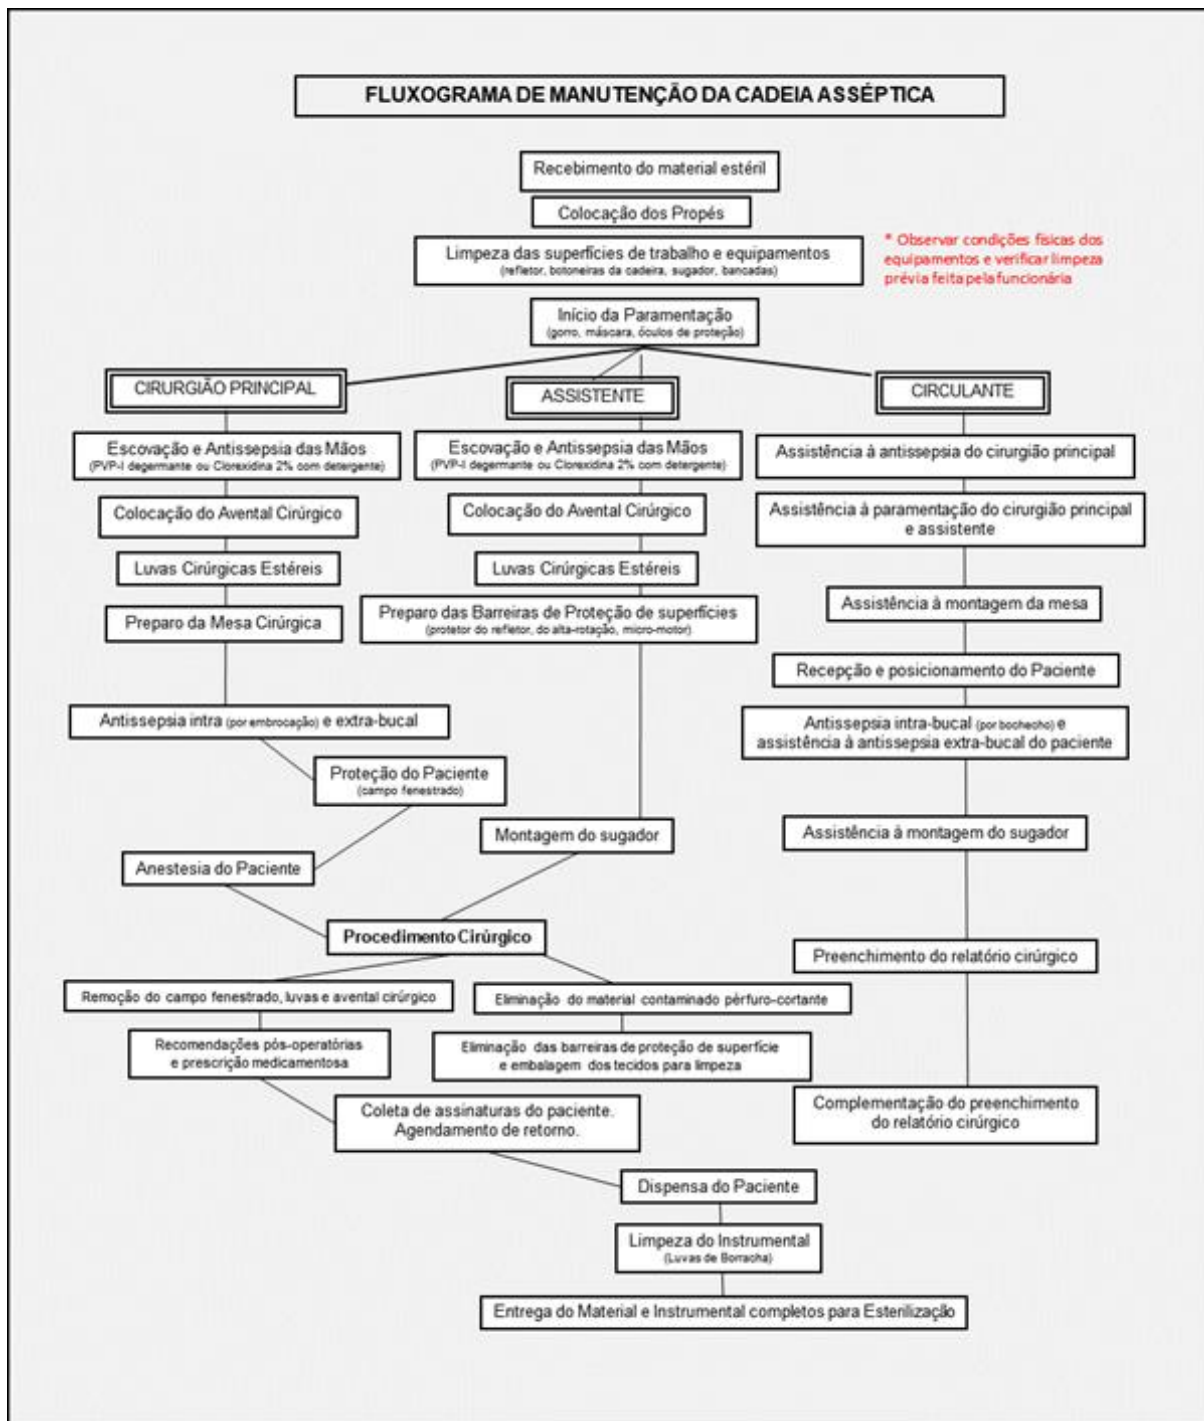 FLUXOGRAMA DE MANUTENÇÃO DA CADEIA ASSÉPTICA
Recebimento do material estéril
Colocação dos Propés
Limpeza das superfícies de trabalho e equipamentos
(refletor, botoneiras da cadeira, sugador, bancadas)
* Observar condições físicas dos
equipamentos e verificar limpeza
prévia feita pela funcionária
Início da Paramentação
(gorro, máscara, óculos de proteção)
CIRURGIÃO PRINCIPAL
Escovação e Antissepsia das Mãos
(PVP-I degermante ou Clorexidina 2% com detergente)
Colocação do Avental Cirúrgico
Luvas Cirúrgicas Estéreis
Preparo da Mesa Cirúrgica
Antissepsia intra (por embrocação) e extra-bucal
Proteção do Paciente
(campo fenestrado)
Anestesia do Paciente
ASSISTENTE
Escovação e Antissepsia das Mãos
(PVP-I degermante ou Clorexidina 2% com detergente)
Colocação do Avental Cirúrgico
Luvas Cirúrgicas Estéreis
Preparo das Barreiras de Proteção de superfícies
(protetor do refletor, do alta-rotação, micro-motor)
Montagem do sugador
CIRCULANTE
Assistência à antissepsia do cirurgião principal
Assistência à paramentação do cirurgião principal
e assistente
Assistência à montagem da mesa
Recepção e posicionamento do Paciente
Antissepsia intra-bucal (por bochecho) e
assistência à antissepsia extra-bucal do paciente
Assistência à montagem do sugador
Preenchimento do relatório cirúrgico
Complementação do preenchimento
do relatório cirúrgico
Procedimento Cirúrgico
Remoção do campo fenestrado, luvas e avental cirúrgico
Recomendações pós-operatórias
e prescrição medicamentosa
Eliminação do material contaminado pérfuro-cortante
Eliminação das barreiras de proteção de superfície
e embalagem dos tecidos para limpeza
Coleta de assinaturas do paciente.
Agendamento de retorno.
Dispensa do Paciente
Limpeza do Instrumental
(Luvas de Borracha)
Entrega do Material e Instrumental completos para Esterilização